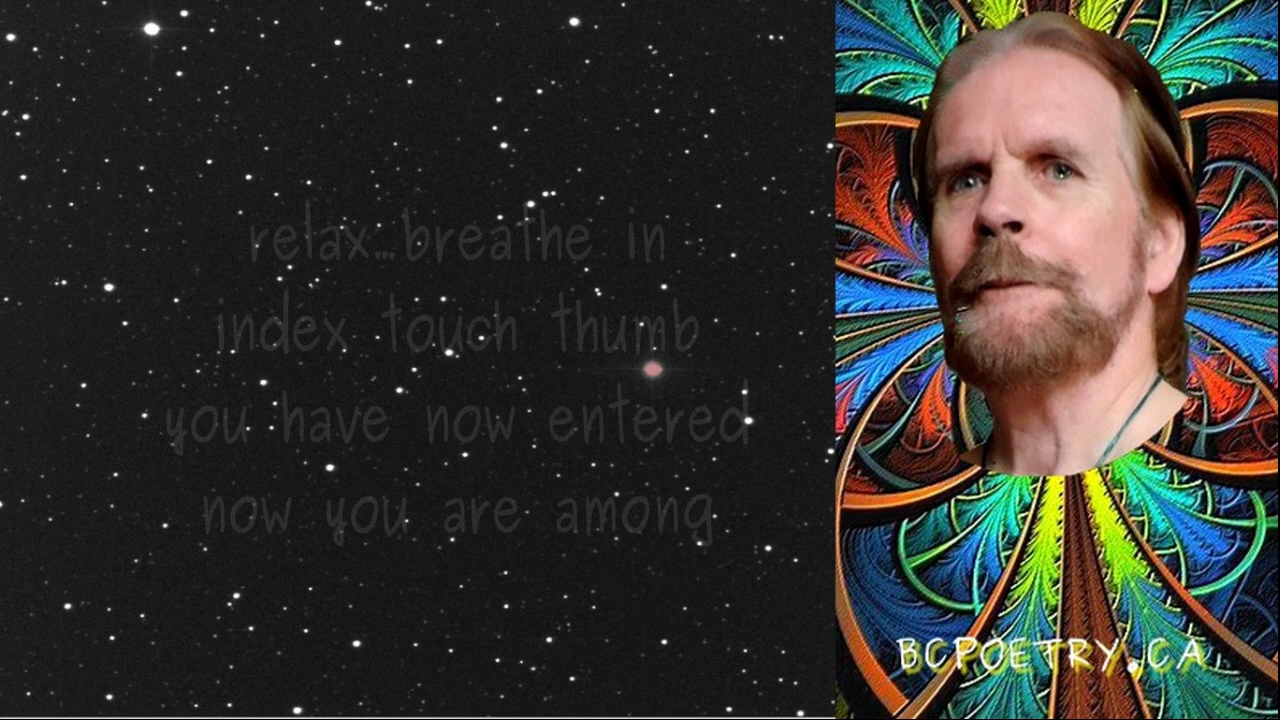 relax...breathe in
index touch thumb
you have now entered
now you are among
BCPOETRY.CA